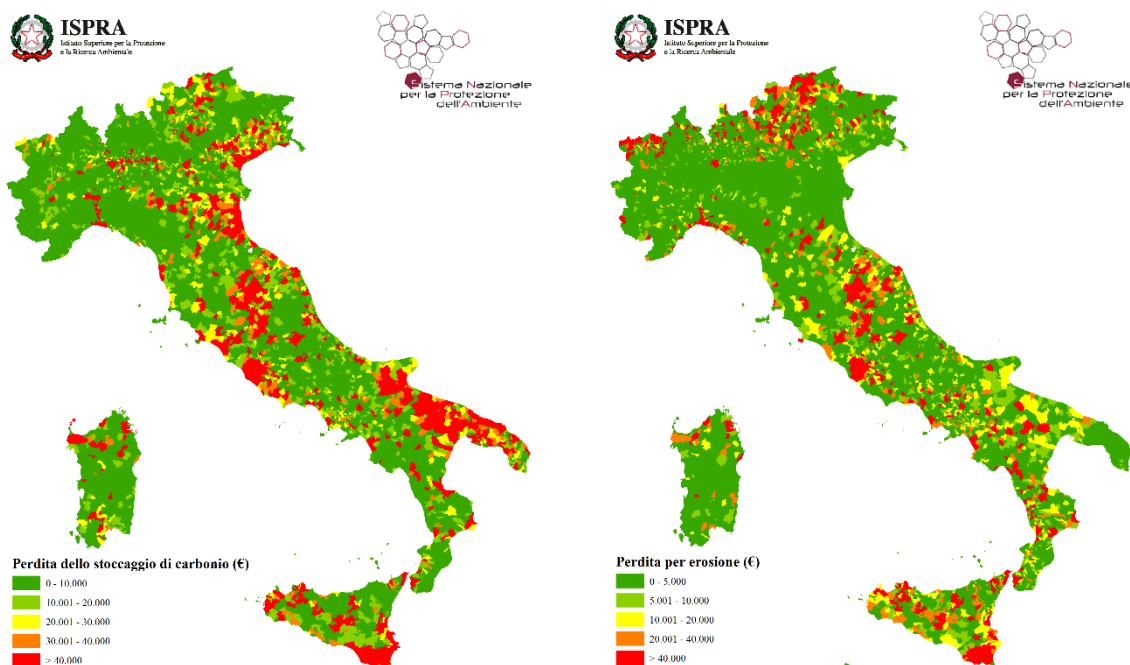 ISPRA
Istituto Superiore per la Protezione
e la Ricerca Ambientale
Sistema Nazionale
per la Protezione
dell'Ambiente
Perdita dello stoccaggio di carbonio (€)
0 - 10.000
10.001 - 20.000
20.001 - 30.000
30.001 - 40.000
> 40.000
ISPRA
Istituto Superiore per la Protezione
e la Ricerca Ambientale
Sistema Nazionale
per la Protezione
dell'Ambiente
Perdita per erosione (€)
0 - 5.000
5.001 - 10.000
10.001 - 20.000
20.001 - 40.000
> 40.000